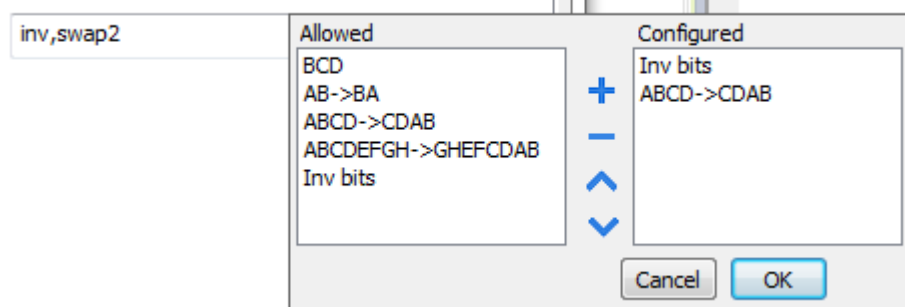 inv,swap2
Allowed
BCD
AB->BA
ABCD->CDAB
ABCDEFGH->GHEFCDAB
Inv bits
Configured
Inv bits
ABCD->CDAB
Cancel
OK